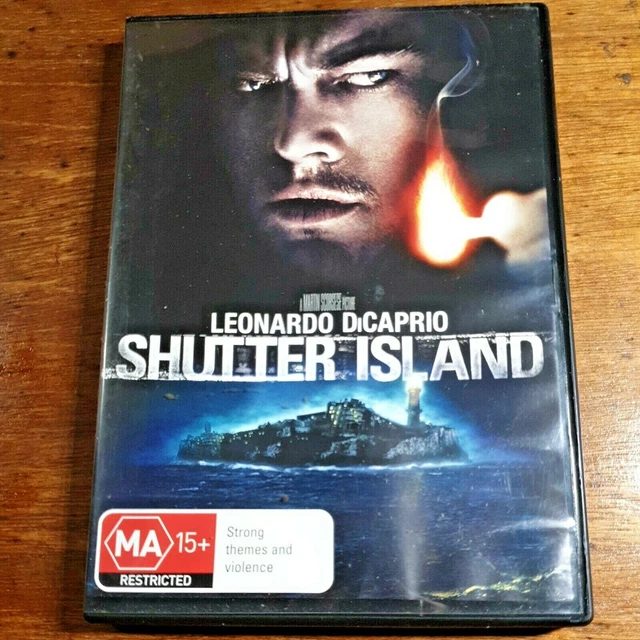 A MARTIN SCORSESE PICTURE
LEONARDO DiCAPRIO
SHUTTER ISLAND
MA 15+
RESTRICTED
Strong
themes and
violence